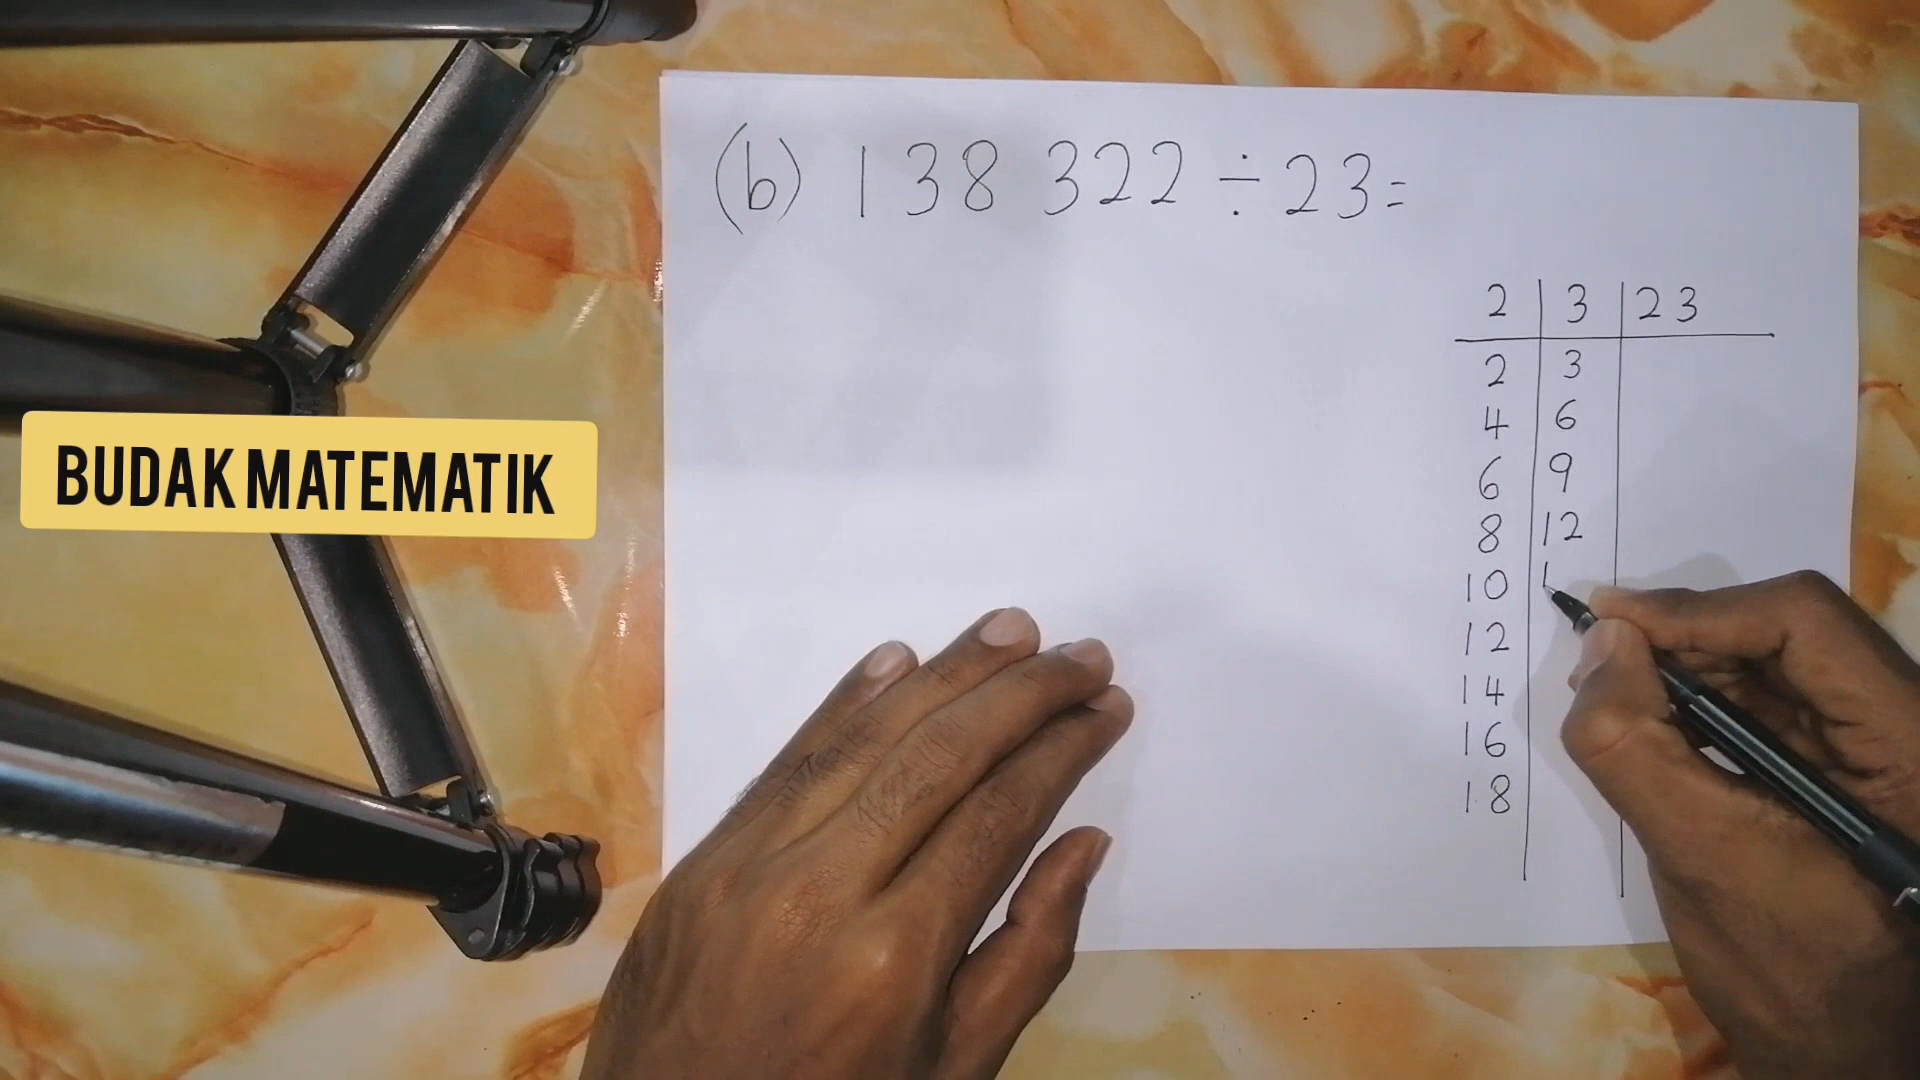 (b) 138 322 ÷ 23 =
2 | 3 | 23
2 | 3
4 | 6
6 | 9
8 | 12
10 | 1
12
14
16
18
BUDAK MATEMATIK